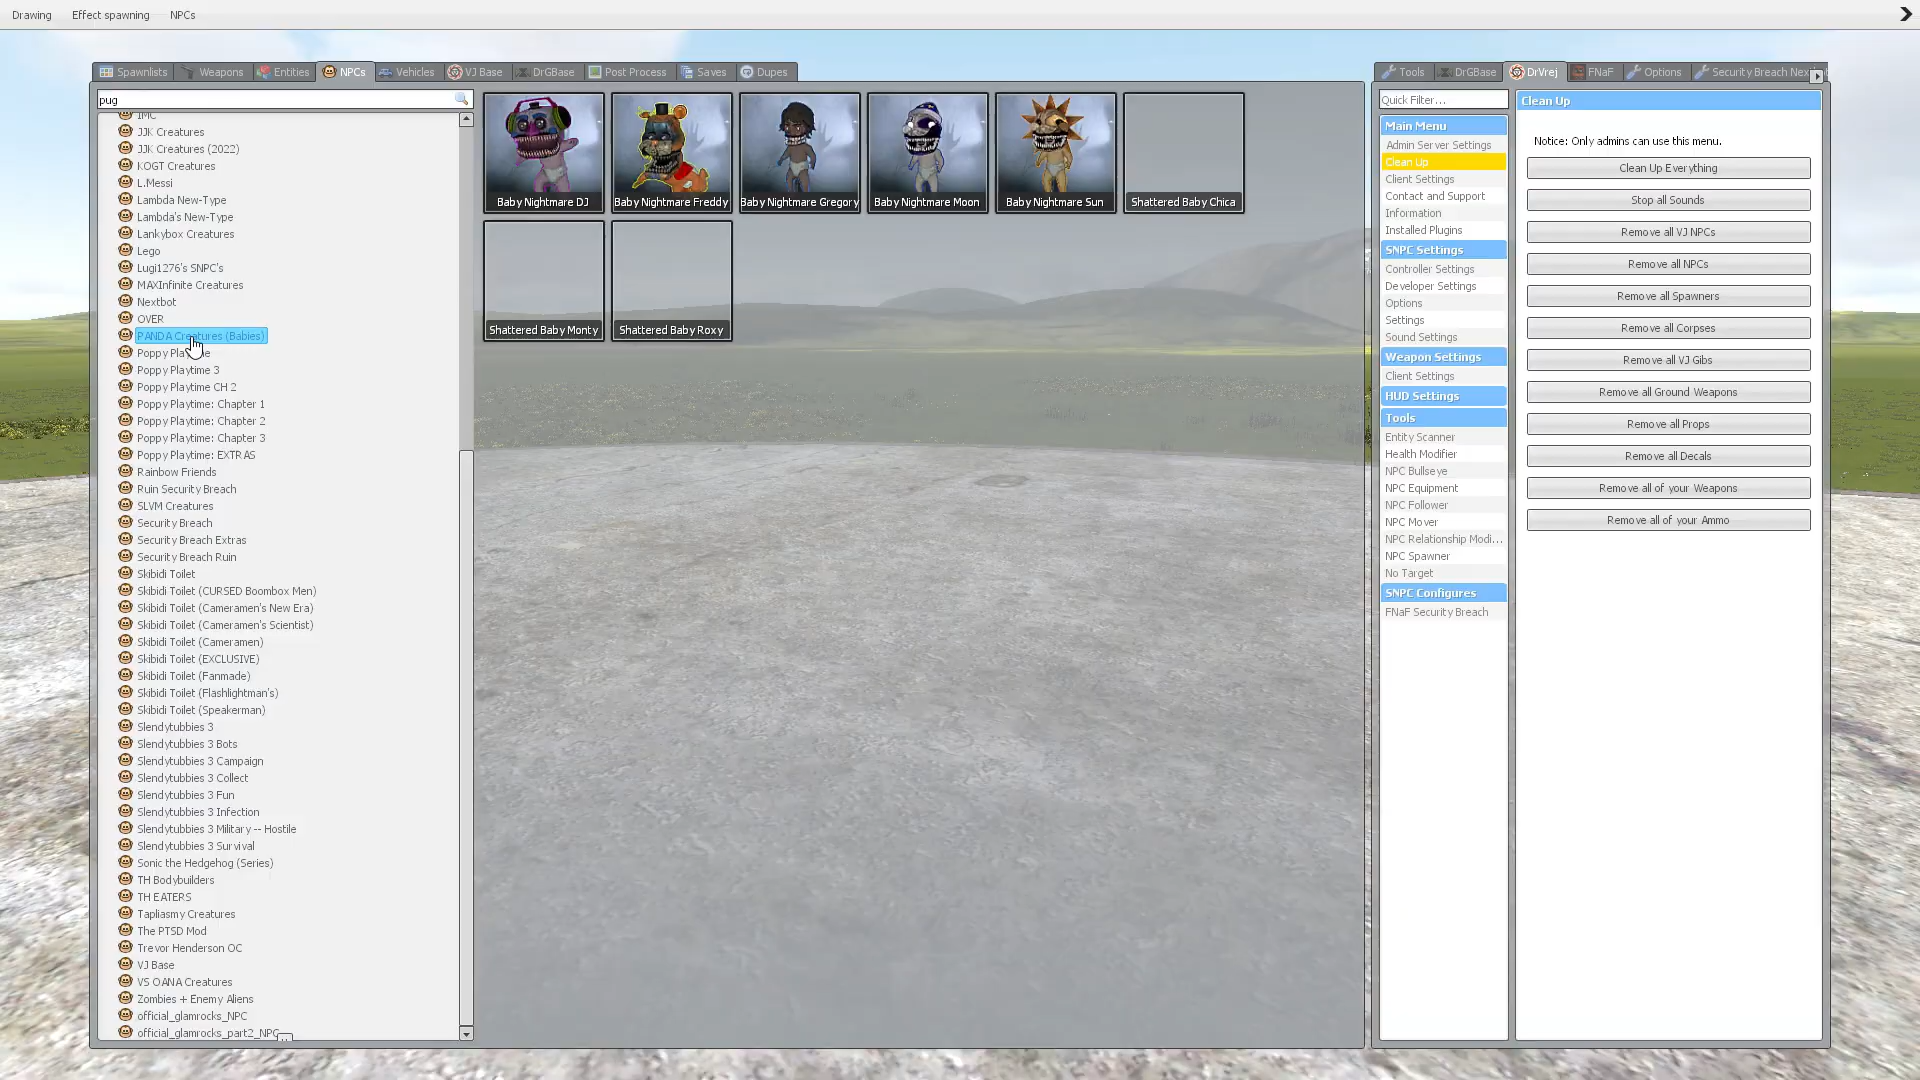 Drawing Effect spawning NPCs
Spawnlists Weapons Entities NPCs Vehicles VJ Base DrGBase Post Process Saves Dupes
pug
IMC
JJK Creatures
JJK Creatures (2022)
KOGT Creatures
L.Messi
Lambda New-Type
Lambda's New-Type
Lankybox Creatures
Lego
Lugi1276's SNPC's
MAXInfinite Creatures
Nextbot
OVER
PANDA Creatures (Babies)
Poppy Playtime
Poppy Playtime 3
Poppy Playtime CH 2
Poppy Playtime: Chapter 1
Poppy Playtime: Chapter 2
Poppy Playtime: Chapter 3
Poppy Playtime: EXTRAS
Rainbow Friends
Ruin Security Breach
SLVM Creatures
Security Breach
Security Breach Extras
Security Breach Ruin
Skibidi Toilet
Skibidi Toilet (CURSED Boombox Men)
Skibidi Toilet (Cameramen's New Era)
Skibidi Toilet (Cameramen's Scientist)
Skibidi Toilet (Cameramen)
Skibidi Toilet (EXCLUSIVE)
Skibidi Toilet (Fanmade)
Skibidi Toilet (Flashlightman's)
Skibidi Toilet (Speakerman)
Slendytubbies 3
Slendytubbies 3 Bots
Slendytubbies 3 Campaign
Slendytubbies 3 Collect
Slendytubbies 3 Fun
Slendytubbies 3 Infection
Slendytubbies 3 Military -- Hostile
Slendytubbies 3 Survival
Sonic the Hedgehog (Series)
TH Bodybuilders
TH EATERS
Tapliasmy Creatures
The PTSD Mod
Trevor Henderson OC
VJ Base
VS OANA Creatures
Zombies + Enemy Aliens
official_glamrocks_NPC
official_glamrocks_part2_NPC
Baby Nightmare DJ
Baby Nightmare Freddy
Baby Nightmare Gregory
Baby Nightmare Moon
Baby Nightmare Sun
Shattered Baby Chica
Shattered Baby Monty
Shattered Baby Roxy
Tools DrGBase DrVrej FNaF Options Security Breach
Quick Filter...
Main Menu
Admin Server Settings
Clean Up
Client Settings
Contact and Support
Information
Installed Plugins
SNPC Settings
Controller Settings
Developer Settings
Options
Settings
Sound Settings
Weapon Settings
Client Settings
HUD Settings
Tools
Entity Scanner
Health Modifier
NPC Bullseye
NPC Equipment
NPC Follower
NPC Mover
NPC Relationship Modi...
NPC Spawner
No Target
SNPC Configures
FNaF Security Breach
Clean Up
Notice: Only admins can use this menu.
Clean Up Everything
Stop all Sounds
Remove all VJ NPCs
Remove all NPCs
Remove all Spawners
Remove all Corpses
Remove all VJ Gibs
Remove all Ground Weapons
Remove all Props
Remove all Decals
Remove all of your Weapons
Remove all of your Ammo